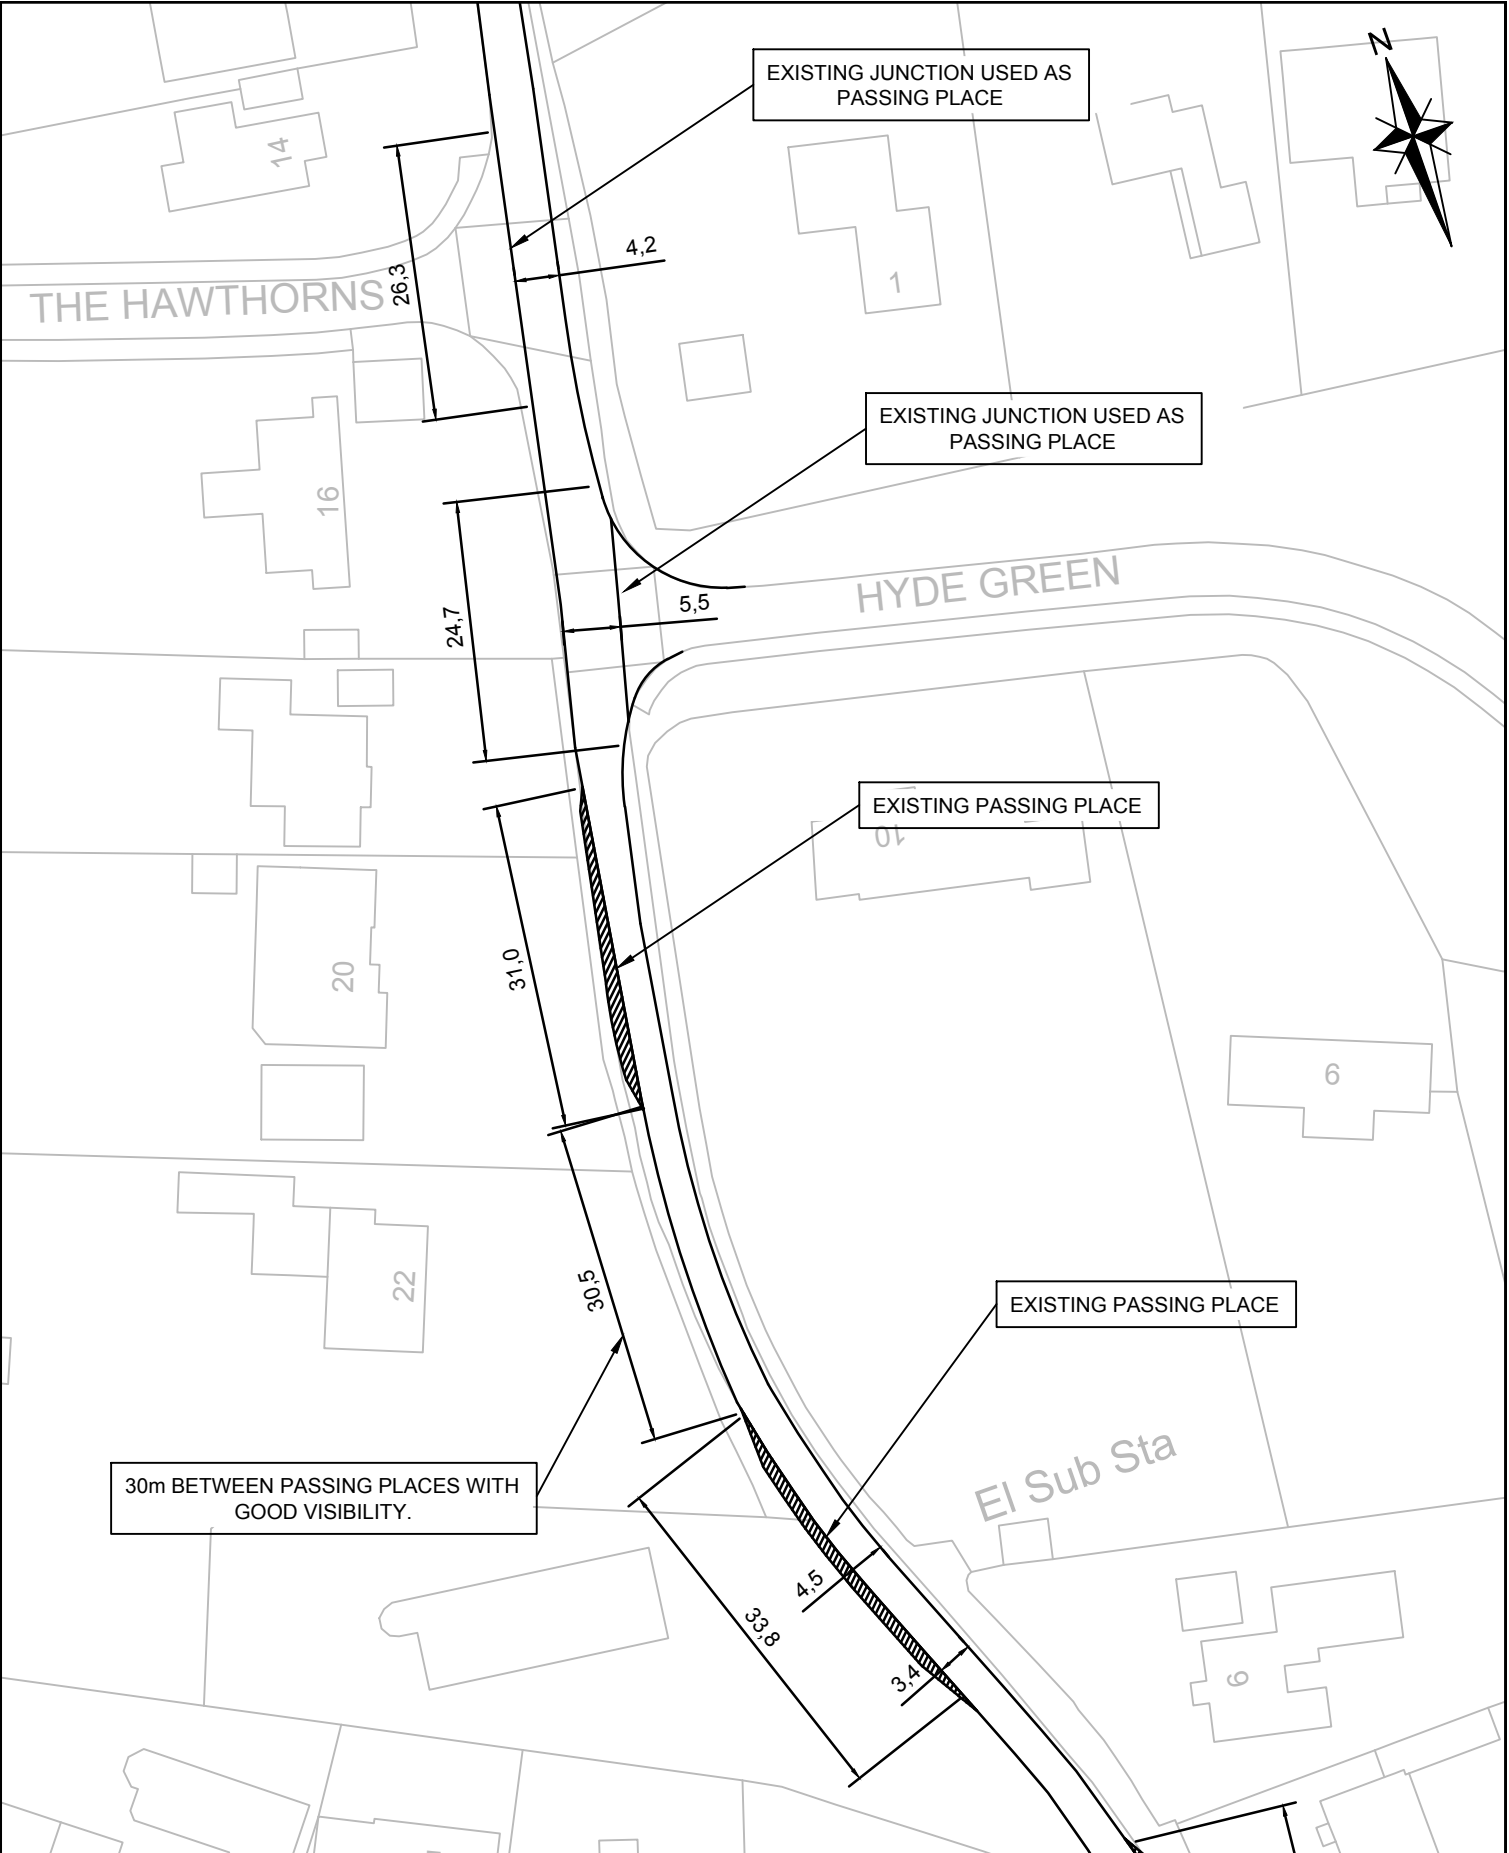 N
EXISTING JUNCTION USED AS
PASSING PLACE
14
4,2
26,3
THE HAWTHORNS
1
EXISTING JUNCTION USED AS
PASSING PLACE
16
HYDE GREEN
5,5
24,7
EXISTING PASSING PLACE
10
31,0
20
6
30,5
22
EXISTING PASSING PLACE
El Sub Sta
30m BETWEEN PASSING PLACES WITH
GOOD VISIBILITY.
4,5
33,8
3,4